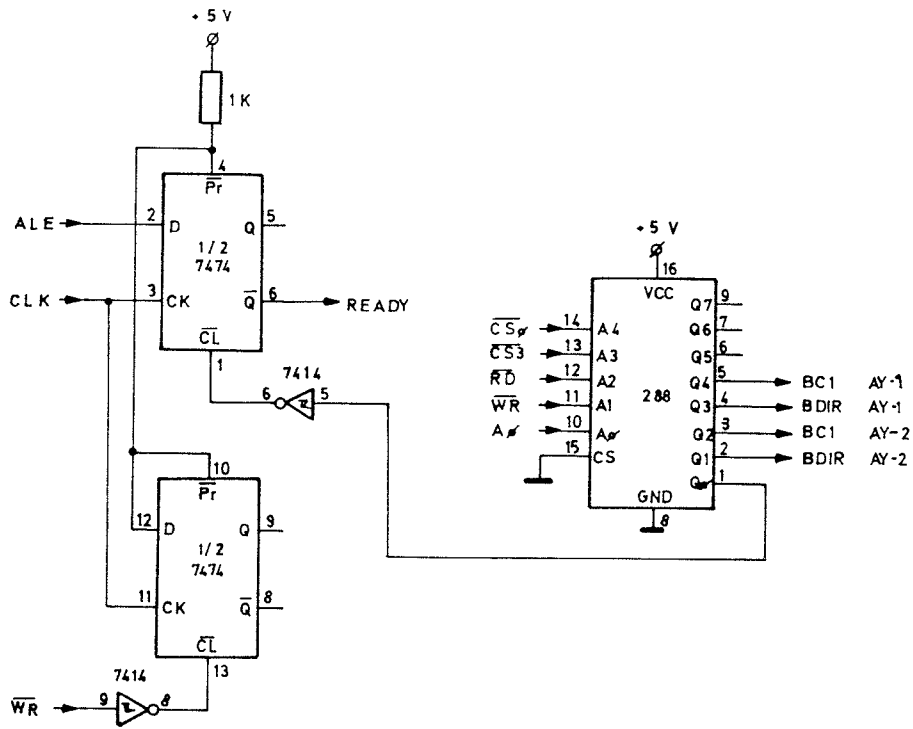 + 5 V
1 K
4
P̅r̅
ALE 2 D Q 5
1/2
7474
CLK 3 CK Q̅ 6 READY
C̅L̅
1
7414
6 5
10
P̅r̅
12 D Q 9
1/2
7474
11 CK Q̅ 8
C̅L̅
13
7414
W̅R̅ 9 8
+ 5 V
16
VCC
Q7 9
C̅S̅ø̅ 14 A4 Q6 7
C̅S̅3̅ 13 A3 Q5 6
R̅D̅ 12 A2 Q4 5 BC1 AY-1
288
W̅R̅ 11 A1 Q3 4 BDIR AY-1
Aø 10 Aø Q2 3 BC1 AY-2
15 CS Q1 2 BDIR AY-2
Qø 1
GND
8